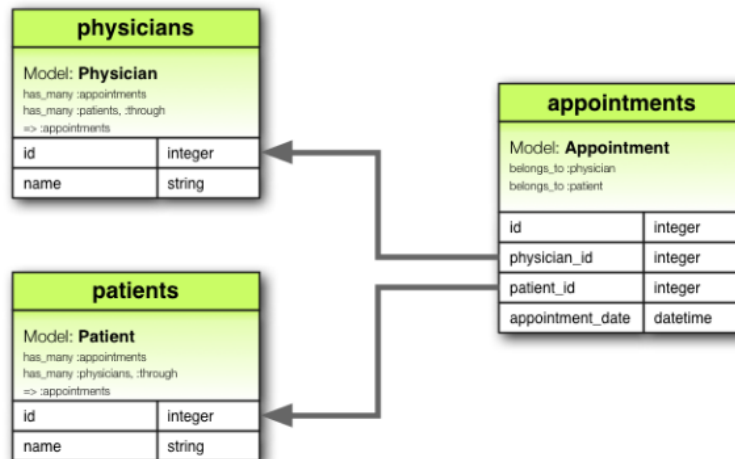 physicians
Model: Physician
has_many :appointments
has_many :patients, :through
=> :appointments
id integer
name string
appointments
Model: Appointment
belongs_to :physician
belongs_to :patient
id integer
physician_id integer
patient_id integer
appointment_date datetime
patients
Model: Patient
has_many :appointments
has_many :physicians, :through
=> :appointments
id integer
name string